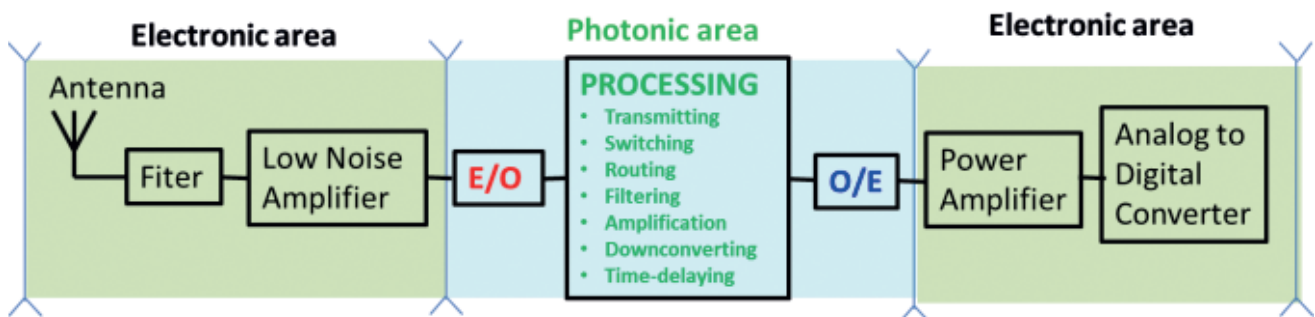 Electronic area
Photonic area
Electronic area
Antenna
Fiter
Low Noise
Amplifier
E/O
PROCESSING
• Transmitting
• Switching
• Routing
• Filtering
• Amplification
• Downconverting
• Time-delaying
O/E
Power
Amplifier
Analog to
Digital
Converter